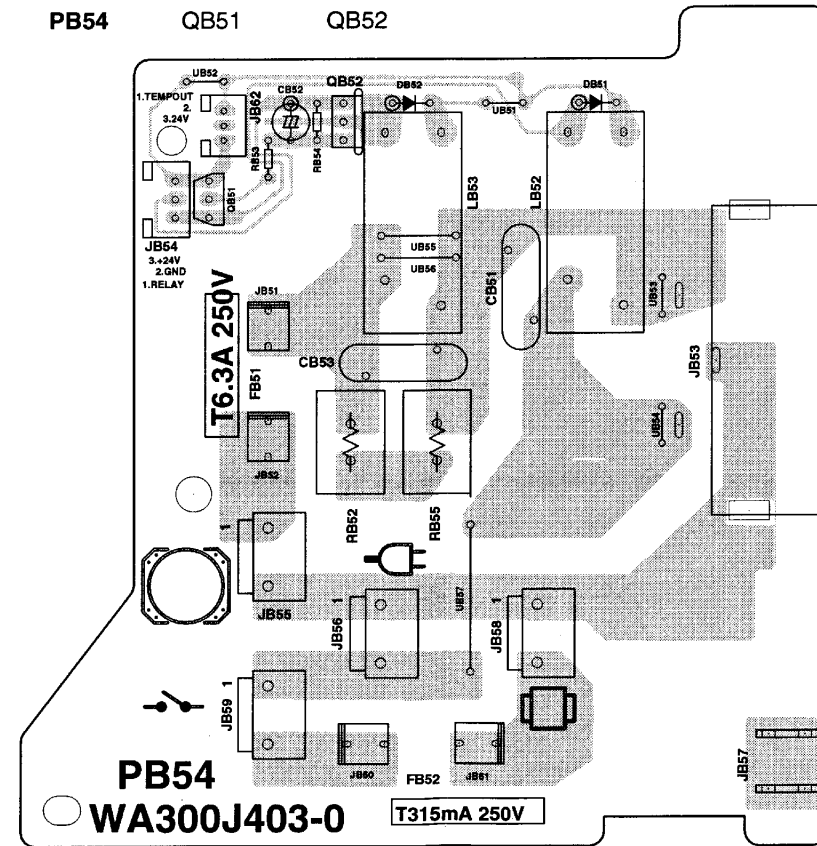 PB54 QB51 QB52
UB52
QB52
CB52
DB52
DB51
UB51
1.TEMPOUT
2.
3.24V
JB62
RB53
RB54
QB51
LB53
LB52
JB54
3.+24V
2.GND
1.RELAY
UB55
UB56
CB51
UB53
JB51
T6.3A 250V
FB51
CB53
JB53
JB52
UB54
RB52
RB55
1
JB55
1
JB56
UB57
1
JB58
1
JB59
JB60
FB52
JB61
JB57
PB54
WA300J403-0
T315mA 250V